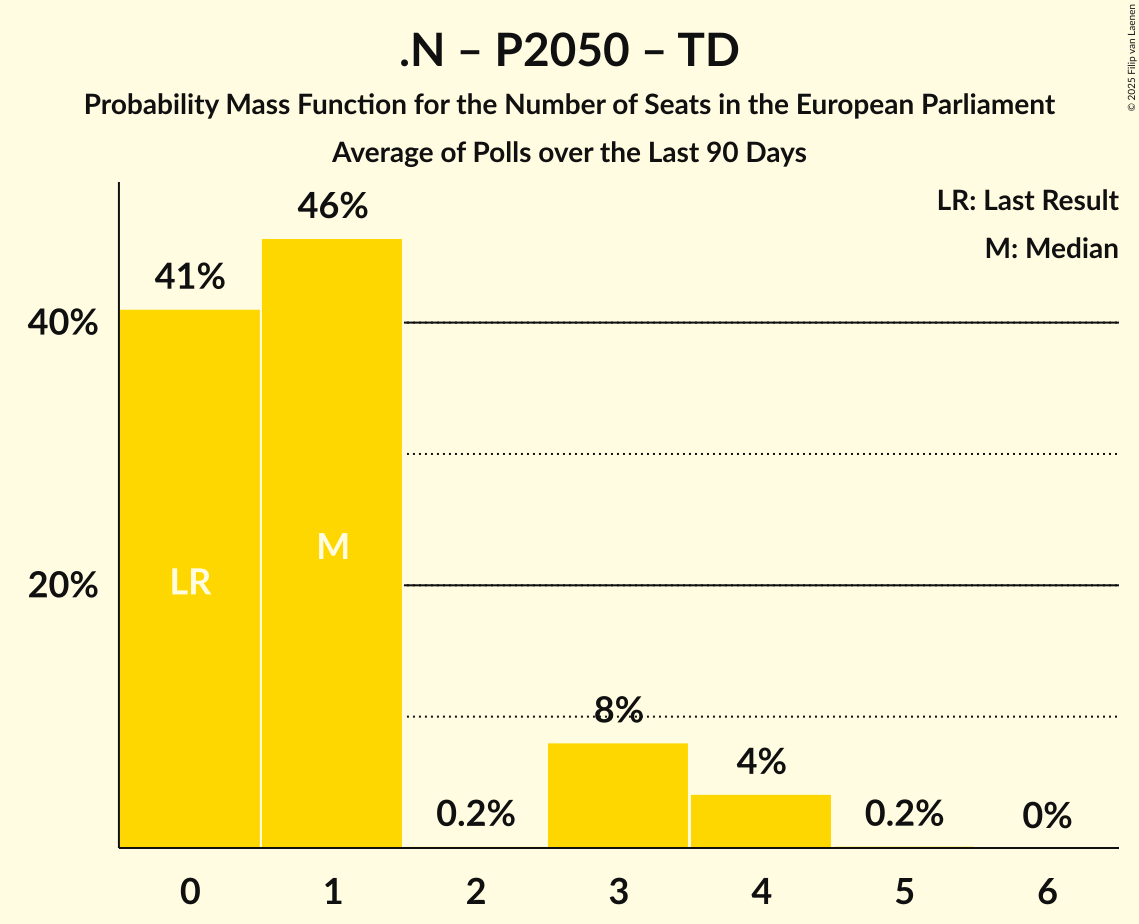 .N – P2050 – TD
Probability Mass Function for the Number of Seats in the European Parliament
Average of Polls over the Last 90 Days
© 2025 Filip van Laenen
LR: Last Result
M: Median
46%
41%
40%
M
LR
20%
8%
4%
0.2%
0.2%
0%
0 1 2 3 4 5 6